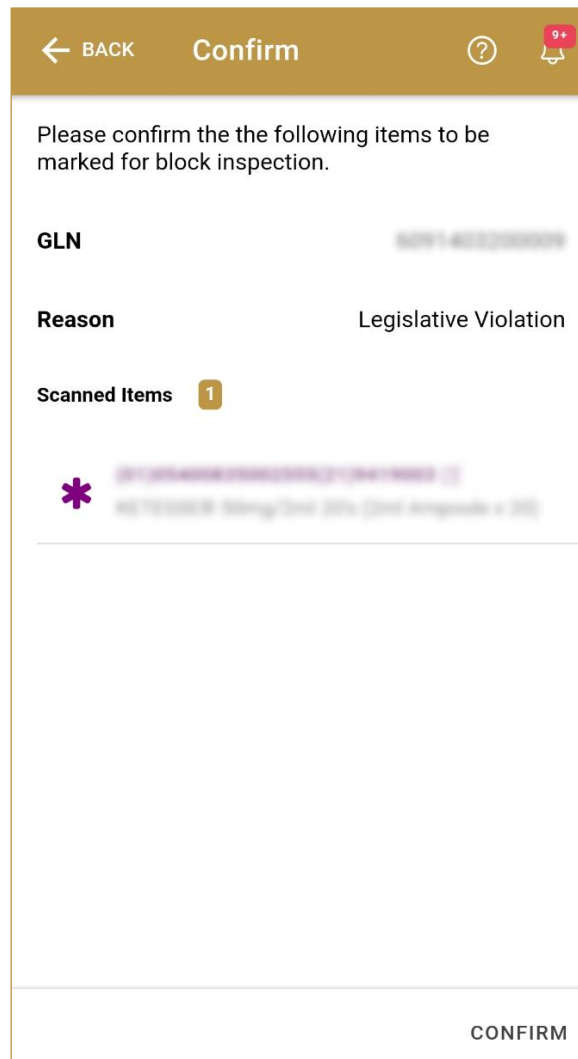 BACK Confirm 9+
Please confirm the the following items to be
marked for block inspection.
GLN
Reason Legislative Violation
Scanned Items 1
CONFIRM